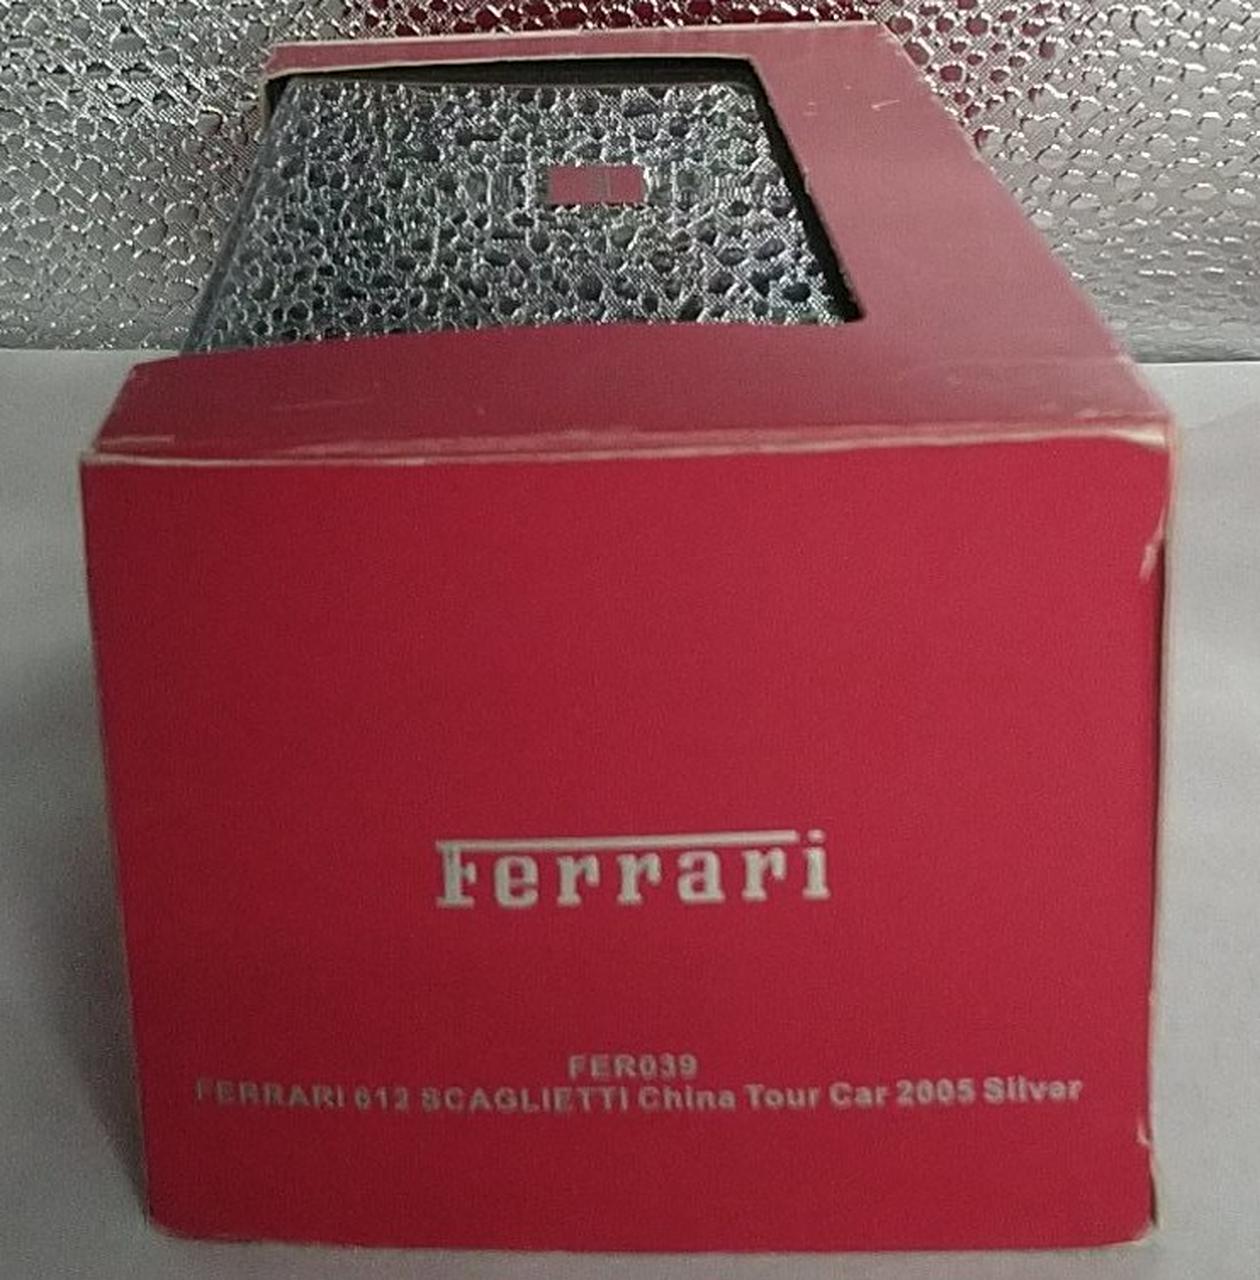 Ferrari
FER039
FERRARI 612 SCAGLIETTI China Tour Car 2005 Silver